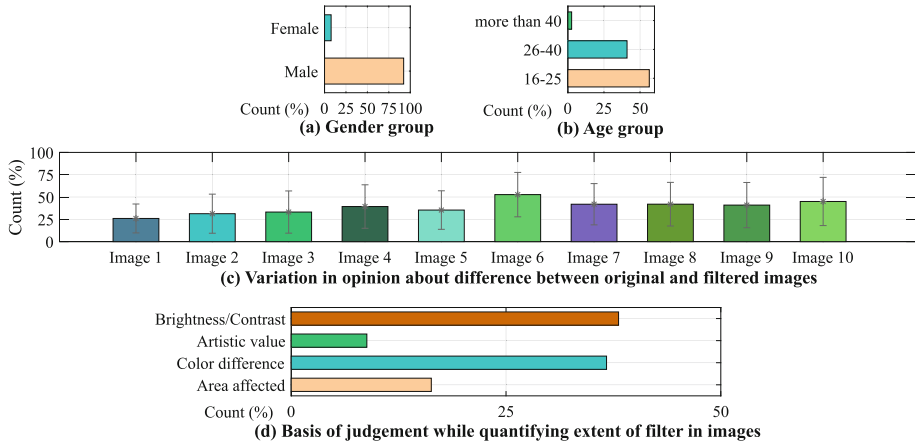 Female
Male
Count (%)
0 25 50 75 100
(a) Gender group
more than 40
26-40
16-25
Count (%)
0 25 50
(b) Age group
Count (%)
100
75
50
25
0
Image 1 Image 2 Image 3 Image 4 Image 5 Image 6 Image 7 Image 8 Image 9 Image 10
(c) Variation in opinion about difference between original and filtered images
Brightness/Contrast
Artistic value
Color difference
Area affected
Count (%)
0 25 50
(d) Basis of judgement while quantifying extent of filter in images